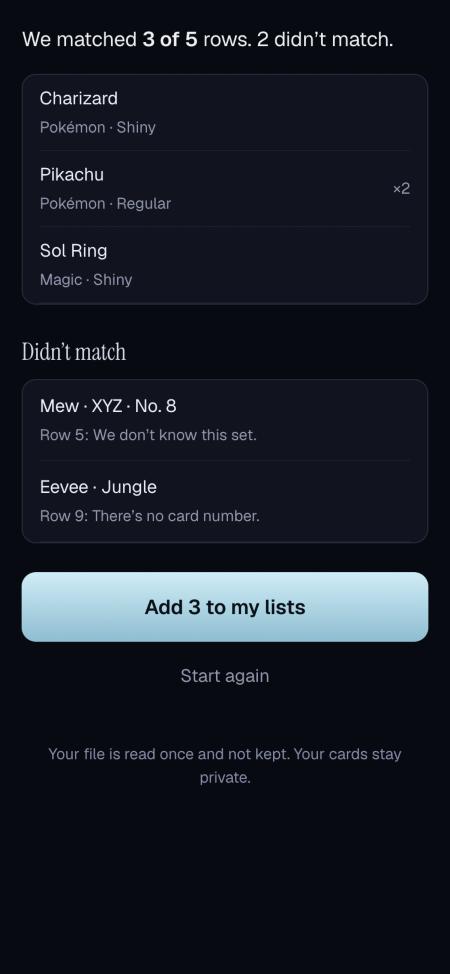 We matched 3 of 5 rows. 2 didn’t match.
Charizard
Pokémon · Shiny
Pikachu
Pokémon · Regular
×2
Sol Ring
Magic · Shiny
Didn’t match
Mew · XYZ · No. 8
Row 5: We don’t know this set.
Eevee · Jungle
Row 9: There’s no card number.
Add 3 to my lists
Start again
Your file is read once and not kept. Your cards stay
private.